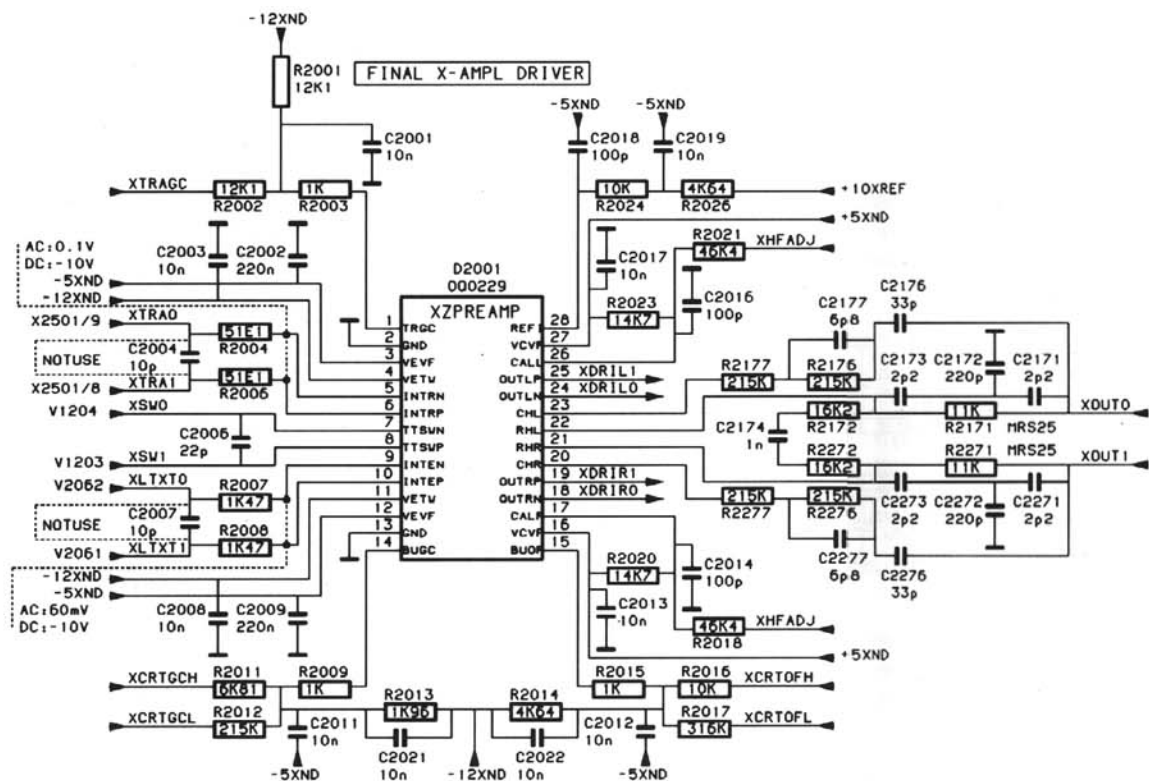 -12XND
R2001
12K1
FINAL X-AMPL DRIVER
C2001
10n
-5XND
-5XND
C2018
100p
C2019
10n
XTRAGC
12K1
R2002
1K
R2003
10K
R2024
4K64
R2026
+10XREF
+5XND
AC:0.1V
DC:-10V
C2003
10n
C2002
220n
-5XND
-12XND
D2001
OQ0229
XZPREAMP
C2017
10n
R2021
46K4
XHFADJ
R2023
14K7
C2016
100p
X2501/9
XTRA0
51E1
R2004
NOTUSE
C2004
10p
51E1
R2006
X2501/8
XTRA1
V1204
XSW0
C2006
22p
V1203
XSW1
V2062
XLTXT0
R2007
1K47
NOTUSE
C2007
10p
R2008
1K47
V2061
XLTXT1
-12XND
-5XND
AC:60mV
DC:-10V
C2008
10n
C2009
220n
1 TRGC REFI 28
2 GND VCVF 27
3 VEVF CALL 26
4 VETW OUTLP 25 XDRIL1
5 INTRN OUTLN 24 XDRIL0
6 INTRP CHL 23
7 TTSWN RHL 22
8 TTSWP RHR 21
9 INTEN CHR 20
10 INTEP OUTRP 19 XDRIR1
11 VETW OUTRN 18 XDRIR0
12 VEVF CALF 17
13 GND VCVF 16
14 BUGC BUOF 15
C2177
6p8
C2176
33p
R2177
215K
R2176
215K
C2173
2p2
C2172
220p
C2171
2p2
C2174
1n
16K2
R2172
11K
R2171
MRS25
XOUT0
R2272
16K2
R2271
11K
MRS25
XOUT1
215K
R2277
215K
R2276
C2273
2p2
C2272
220p
C2271
2p2
C2277
6p8
C2276
33p
R2020
14K7
C2014
100p
C2013
10n
46K4
R2018
XHFADJ
+5XND
XCRTGCH
R2011
6K81
R2009
1K
XCRTGCL
R2012
215K
C2011
10n
-5XND
R2013
1K96
C2021
10n
-12XND
R2014
4K64
C2022
10n
C2012
10n
-5XND
R2015
1K
R2016
10K
XCRTOFH
R2017
316K
XCRTOFL